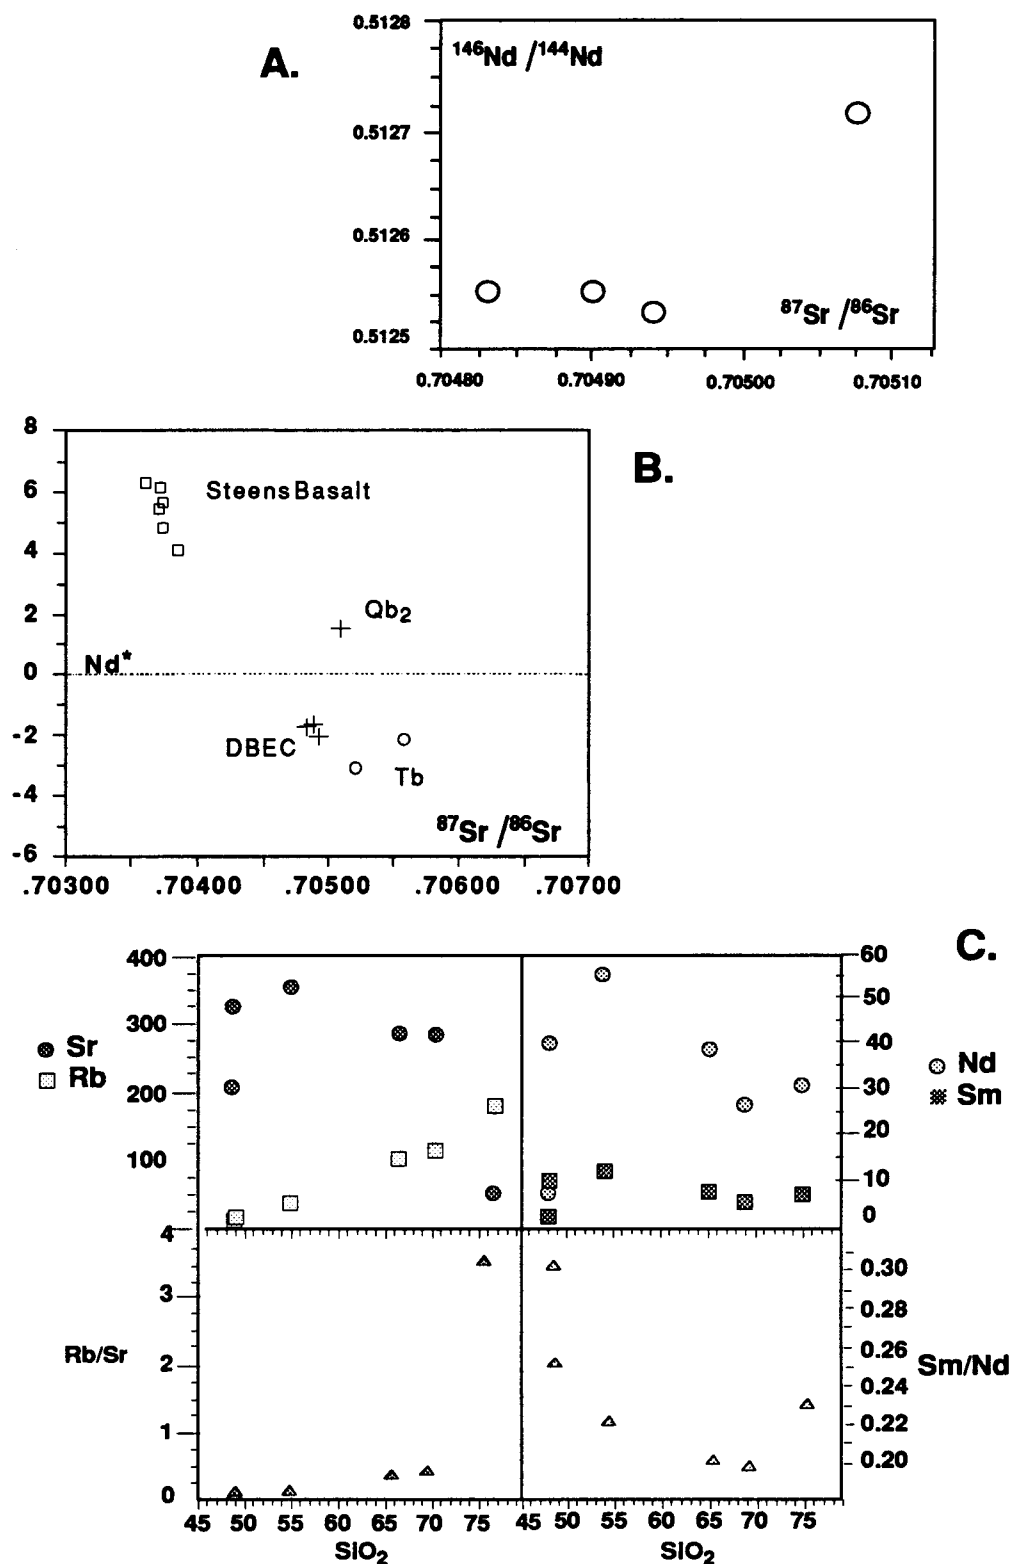 A.
0.5128
0.5127
0.5126
0.5125
¹⁴⁶Nd /¹⁴⁴Nd
⁸⁷Sr /⁸⁶Sr
0.70480 0.70490 0.70500 0.70510
B.
8
6
4
2
0
-2
-4
-6
Steens Basalt
Qb₂
Nd*
DBEC
Tb
⁸⁷Sr /⁸⁶Sr
.70300 .70400 .70500 .70600 .70700
C.
400
300
200
100
Sr
Rb
60
50
40
30
20
10
0
Nd
Sm
4
3
2
1
0
Rb/Sr
0.30
0.28
0.26
0.24
0.22
0.20
Sm/Nd
45 50 55 60 65 70 75 45 50 55 60 65 70 75
SiO₂ SiO₂